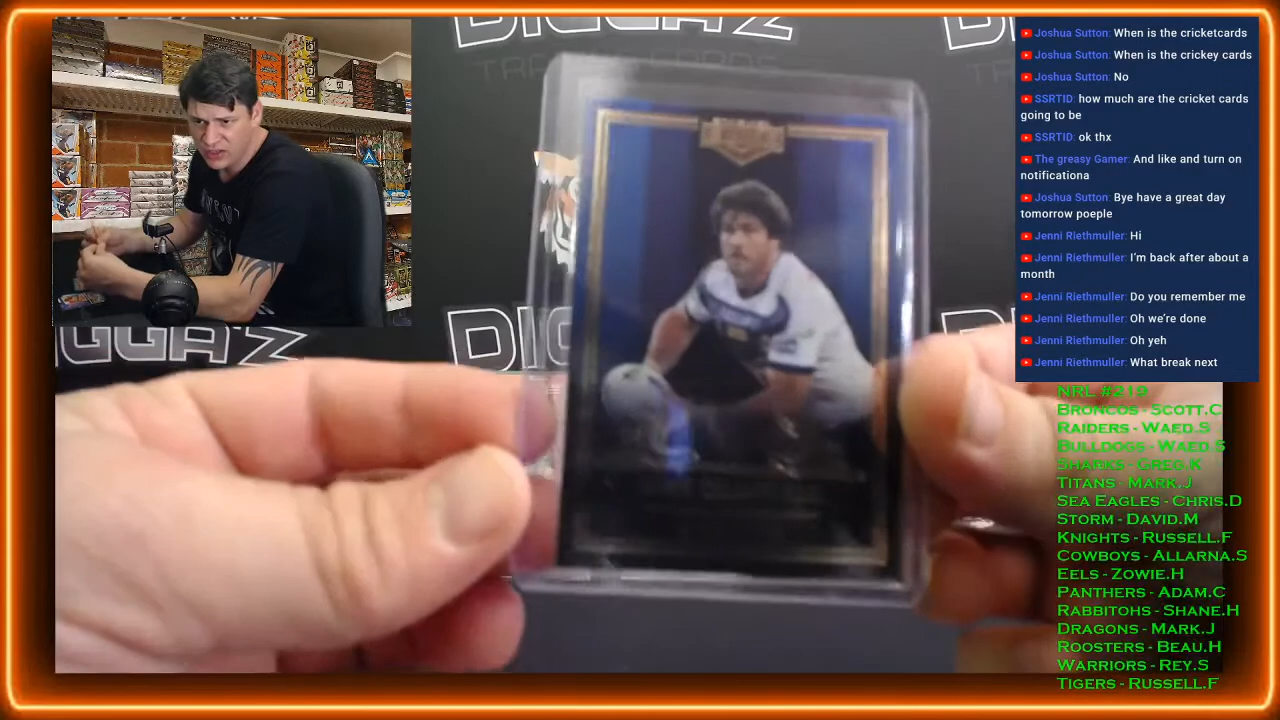 DIGGAZ
TRADING CARDS
Joshua Sutton: When is the cricketcards
Joshua Sutton: When is the crickey cards
Joshua Sutton: No
SSRTID: how much are the cricket cards
going to be
SSRTID: ok thx
The greasy Gamer: And like and turn on
notificationa
Joshua Sutton: Bye have a great day
tomorrow poeple
Jenni Riethmuller: Hi
Jenni Riethmuller: I'm back after about a
month
Jenni Riethmuller: Do you remember me
Jenni Riethmuller: Oh we're done
Jenni Riethmuller: Oh yeh
Jenni Riethmuller: What break next
NRL #219
BRONCOS - SCOTT.C
RAIDERS - WAED.S
BULLDOGS - WAED.S
SHARKS - GREG.K
TITANS - MARK.J
SEA EAGLES - CHRIS.D
STORM - DAVID.M
KNIGHTS - RUSSELL.F
COWBOYS - ALLARNA.S
EELS - ZOWIE.H
PANTHERS - ADAM.C
RABBITOHS - SHANE.H
DRAGONS - MARK.J
ROOSTERS - BEAU.H
WARRIORS - REY.S
TIGERS - RUSSELL.F